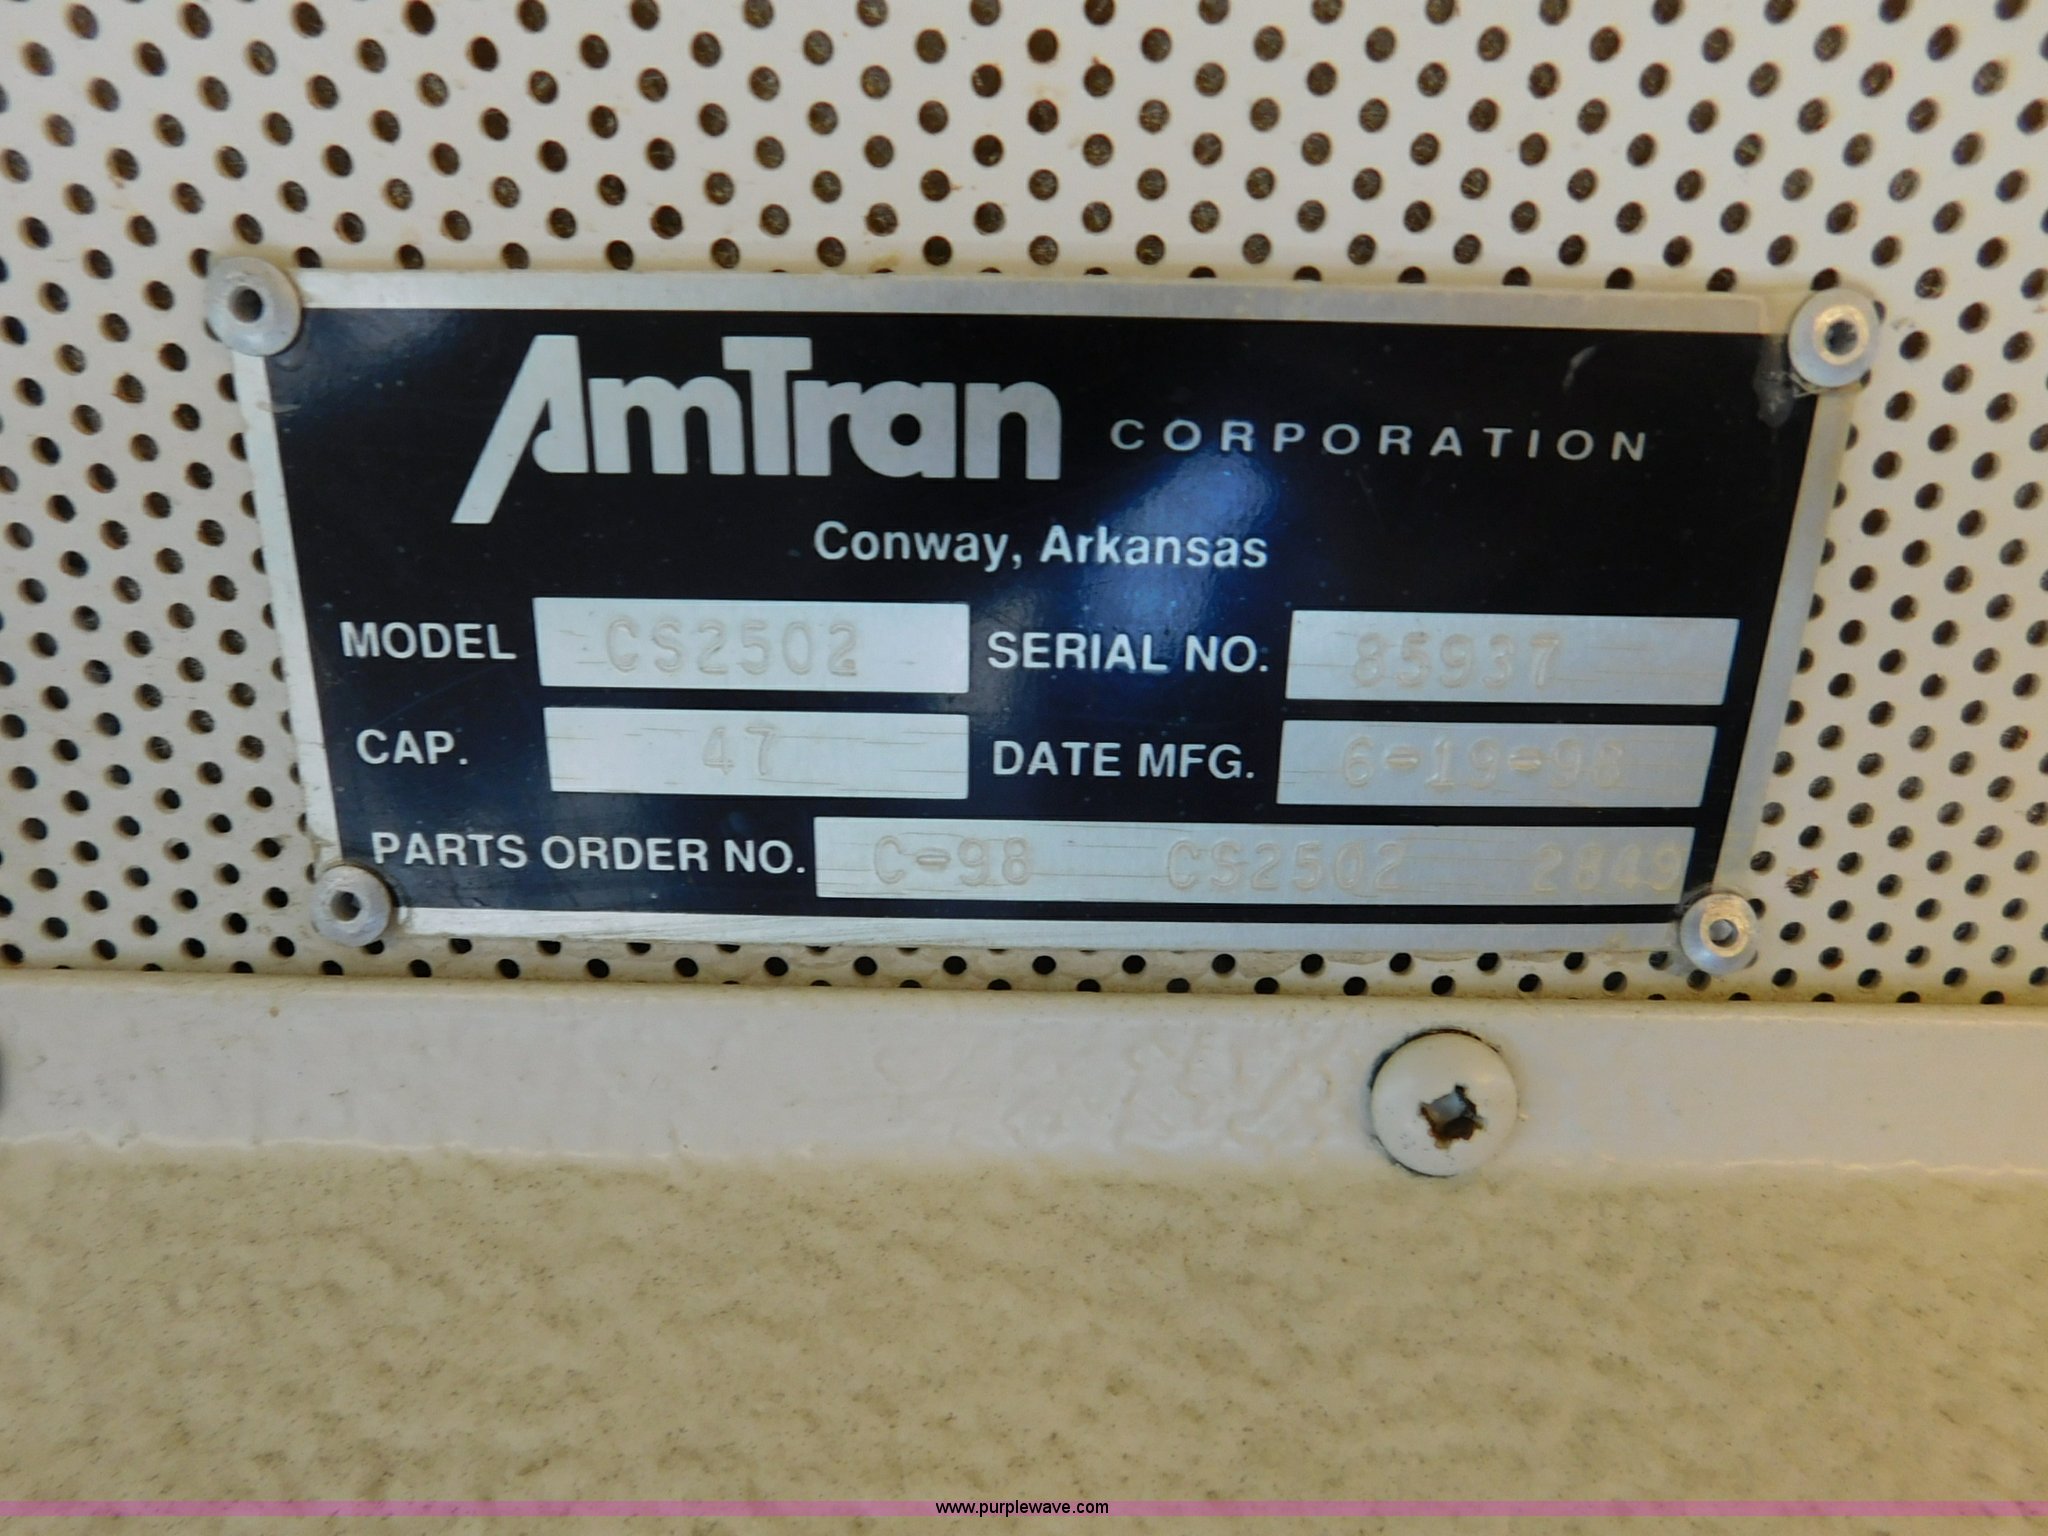 AmTran CORPORATION
Conway, Arkansas
MODEL CS2502 SERIAL NO. 85937
CAP. 47 DATE MFG. 6-19-98
PARTS ORDER NO. C-98 CS2502 2849
www.purplewave.com